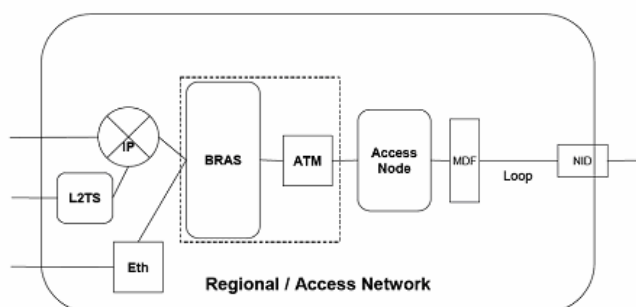 IP
BRAS
ATM
Access
Node
MDF
Loop
NID
L2TS
Eth
Regional / Access Network